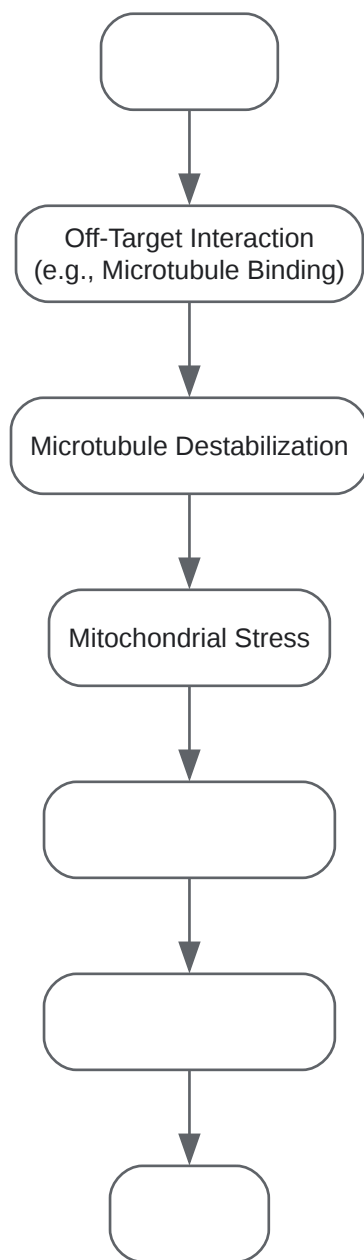 Off-Target Interaction
(e.g., Microtubule Binding)
Microtubule Destabilization
Mitochondrial Stress